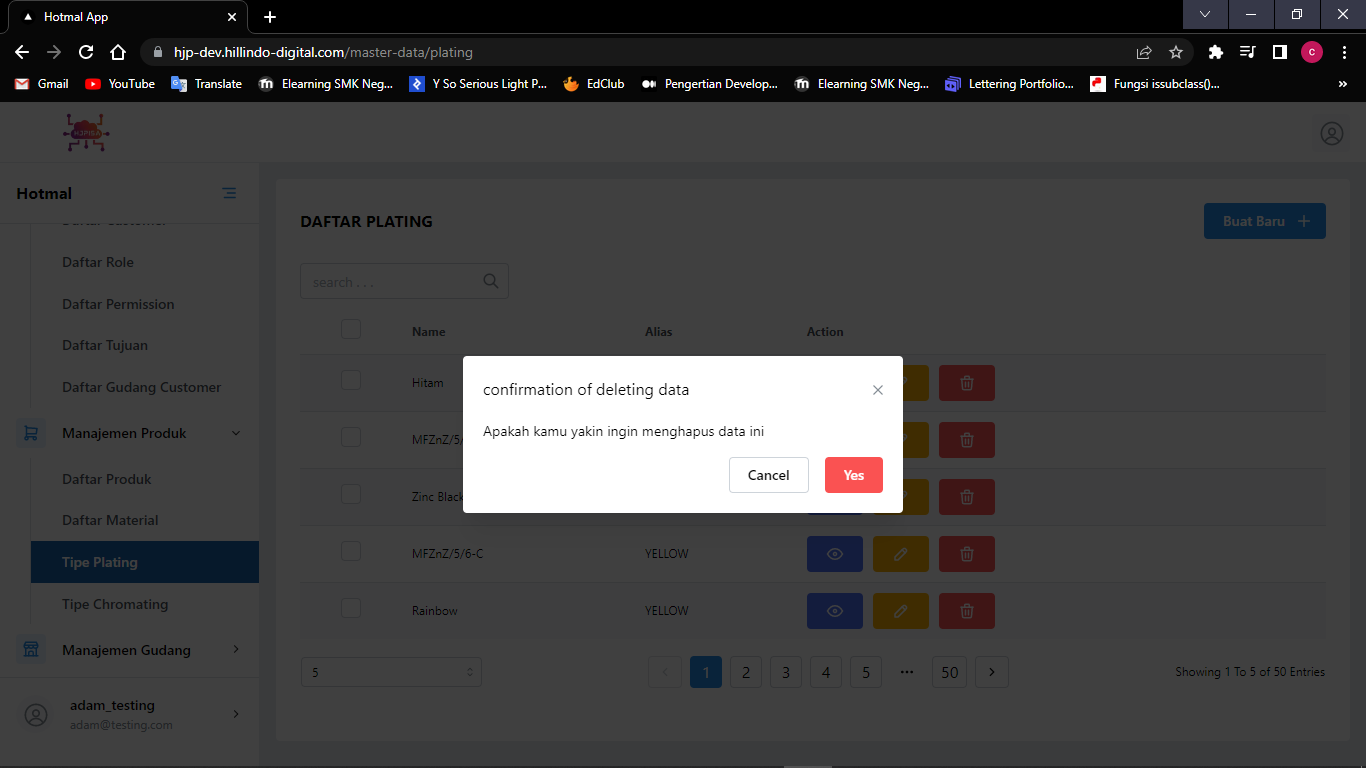 Hotmal App
hjp-dev.hillindo-digital.com/master-data/plating
c
Gmail
YouTube
Translate
Elearning SMK Neg...
Y So Serious Light P...
EdClub
Pengertian Develop...
Elearning SMK Neg...
Lettering Portfolio...
Fungsi issubclass()...
»
Hotmal
Daftar Customer
Daftar Role
Daftar Permission
Daftar Tujuan
Daftar Gudang Customer
Manajemen Produk
Daftar Produk
Daftar Material
Tipe Plating
Tipe Chromating
Manajemen Gudang
adam_testing
adam@testing.com
DAFTAR PLATING
Buat Baru +
search . . .
Name Alias Action
Hitam
MFZnZ/5/
Zinc Black
MFZnZ/5/6-C YELLOW
Rainbow YELLOW
confirmation of deleting data
Apakah kamu yakin ingin menghapus data ini
Cancel Yes
5
1 2 3 4 5 ••• 50
Showing 1 To 5 of 50 Entries